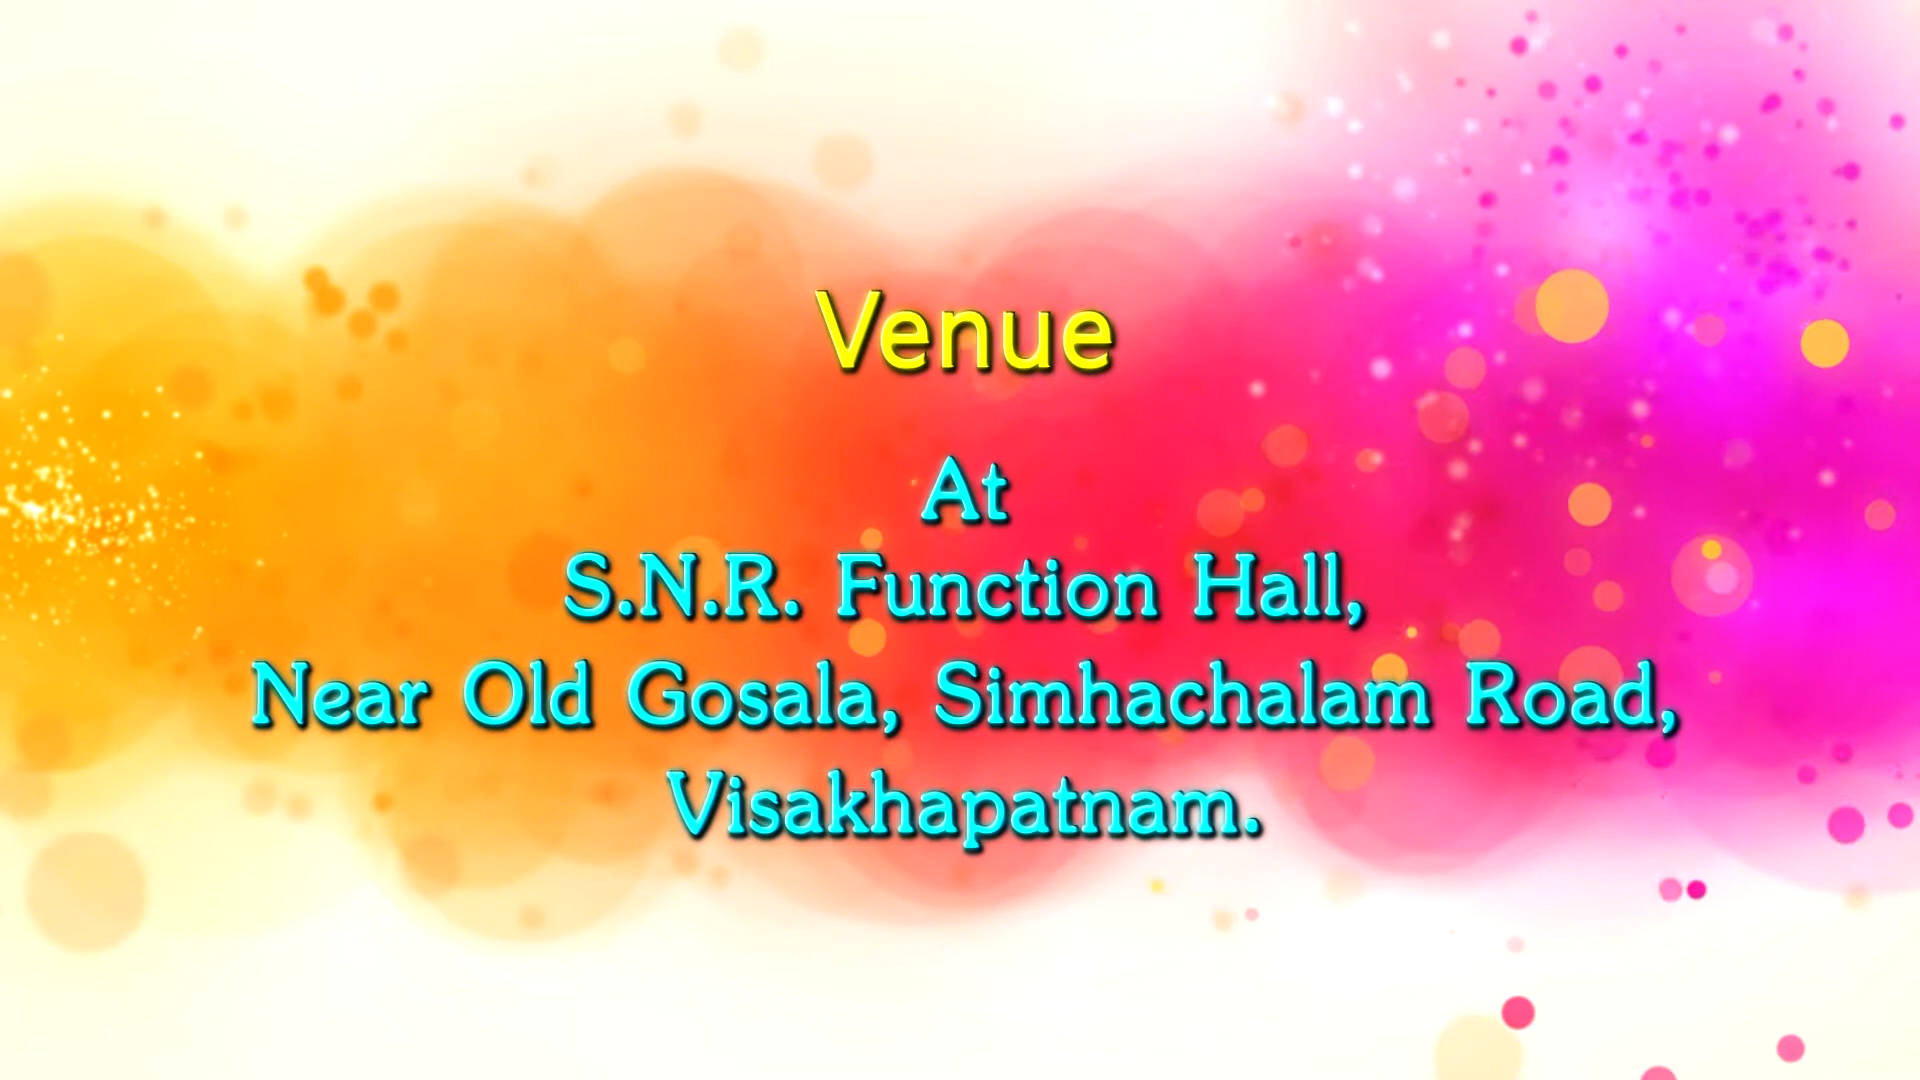 Venue
At
S.N.R. Function Hall,
Near Old Gosala, Simhachalam Road,
Visakhapatnam.